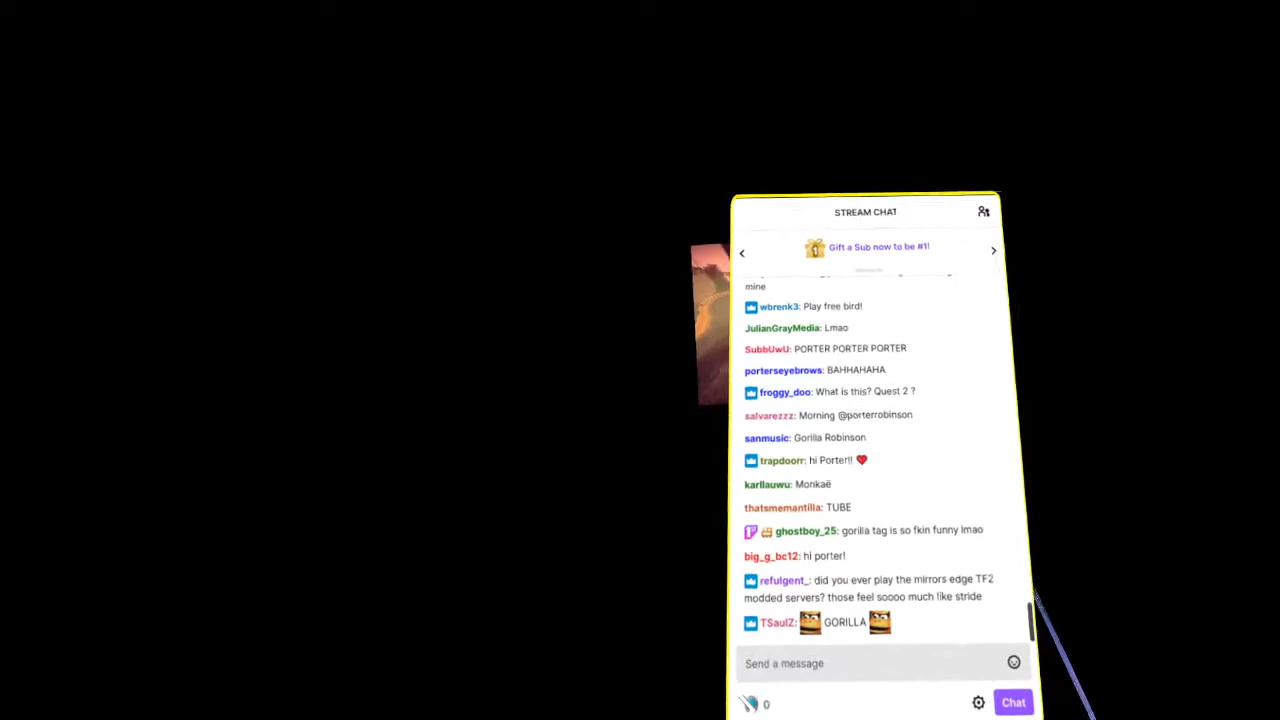 STREAM CHAT
1 Gift a Sub now to be #1!
mine
wbrenk3: Play free bird!
JulianGrayMedia: Lmao
SubbUwU: PORTER PORTER PORTER
porterseyebrows: BAHHAHAHA
froggy_doo: What is this? Quest 2 ?
salvarezzz: Morning @porterrobinson
sanmusic: Gorilla Robinson
trapdoorr: hi Porter!! ❤️
karllauwu: Monkaë
thatsmemantilla: TUBE
ghostboy_25: gorilla tag is so fkin funny lmao
big_g_bc12: hi porter!
refulgent_: did you ever play the mirrors edge TF2
modded servers? those feel soooo much like stride
TSaulZ: GORILLA
Send a message
0
Chat